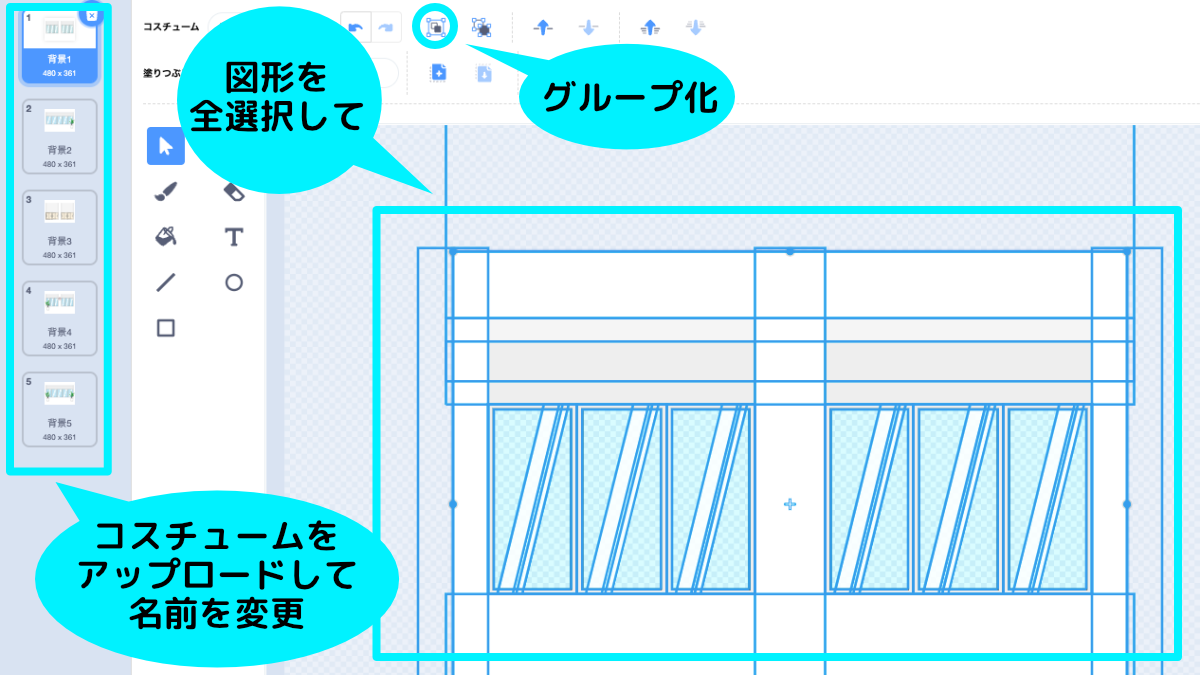 1
背景1
480 x 361
2
背景2
480 x 361
3
背景3
480 x 361
4
背景4
480 x 361
5
背景5
480 x 361
コスチューム
塗りつぶ
図形を
全選択して
グループ化
T
コスチュームを
アップロードして
名前を変更